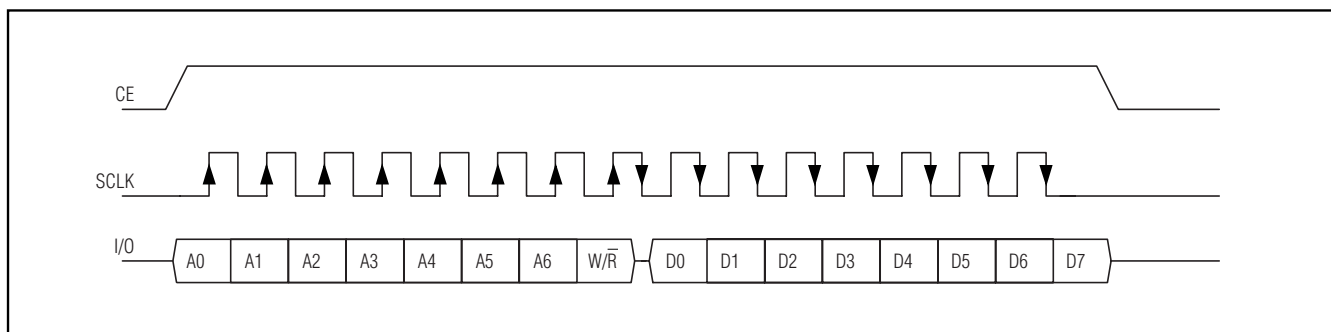 CE
SCLK
I/O A0 A1 A2 A3 A4 A5 A6 W/R̅ D0 D1 D2 D3 D4 D5 D6 D7